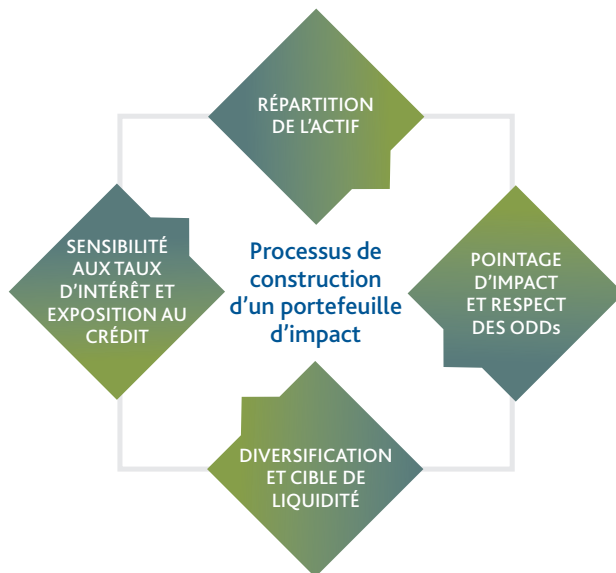 RÉPARTITION
DE L'ACTIF
SENSIBILITÉ
AUX TAUX
D'INTÉRÊT ET
EXPOSITION AU
CRÉDIT
Processus de
construction
d'un portefeuille
d'impact
POINTAGE
D'IMPACT
ET RESPECT
DES ODDs
DIVERSIFICATION
ET CIBLE DE
LIQUIDITÉ